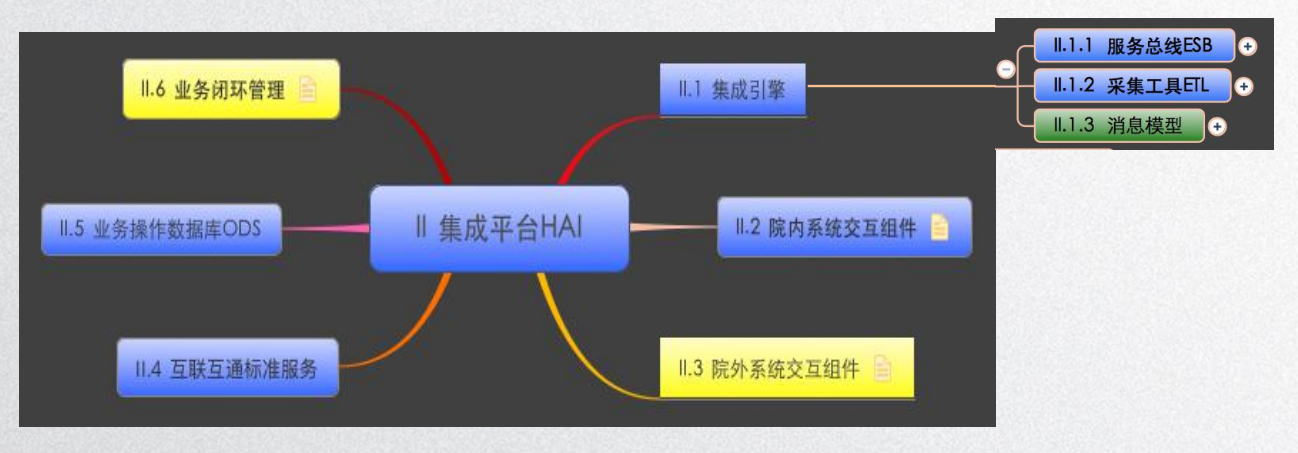 II 集成平台HAI
II.1 集成引擎
II.1.1 服务总线ESB
II.1.2 采集工具ETL
II.1.3 消息模型
II.2 院内系统交互组件
II.3 院外系统交互组件
II.4 互联互通标准服务
II.5 业务操作数据库ODS
II.6 业务闭环管理